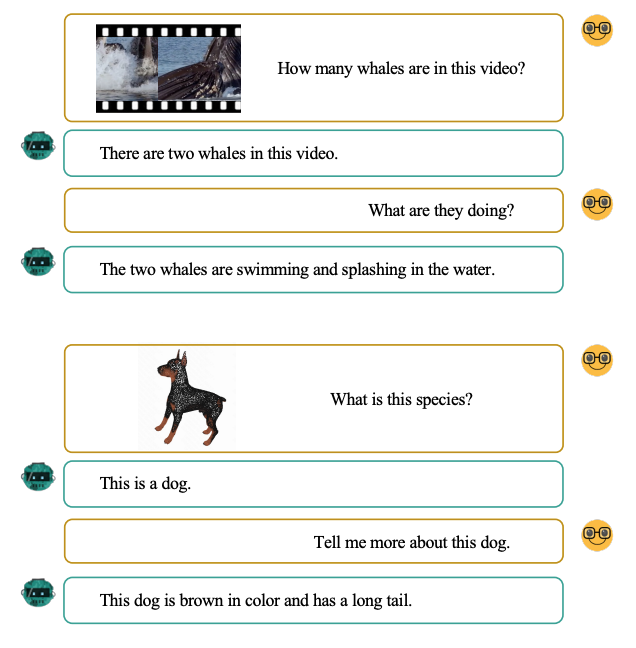 How many whales are in this video?
There are two whales in this video.
What are they doing?
The two whales are swimming and splashing in the water.
What is this species?
This is a dog.
Tell me more about this dog.
This dog is brown in color and has a long tail.